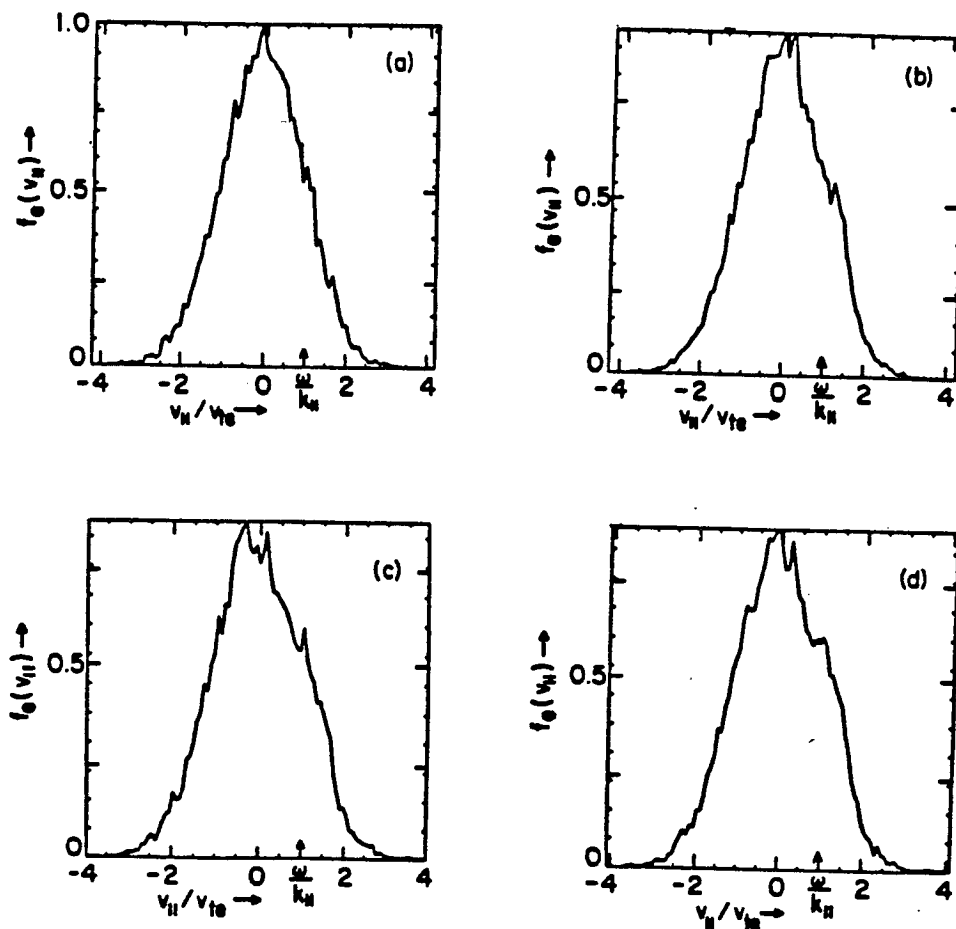 (a)
1.0
0.5
0
f_e(v_∥) →
-4 -2 0 2 4
v_∥/v_te → ω/k_∥
(b)
0.5
0
f_e(v_∥) →
-4 -2 0 2 4
v_∥/v_te → ω/k_∥
(c)
0.5
0
f_e(v_∥) →
-4 -2 0 2 4
v_∥/v_te → ω/k_∥
(d)
0.5
0
f_e(v_∥) →
-4 -2 0 2 4
v_∥/v_te → ω/k_∥